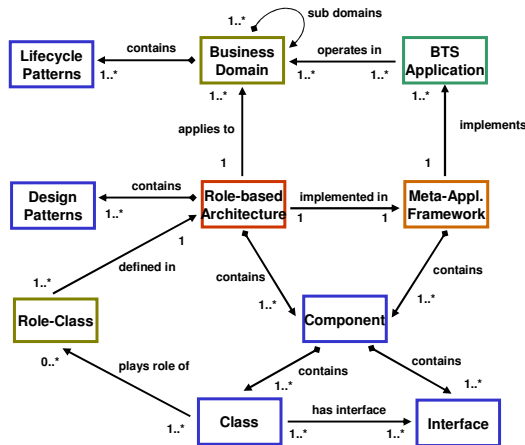 1..*
sub domains
Lifecycle
Patterns
contains
1..*
Business
Domain
1..*
operates in
1..*
BTS
Application
1..*
1..*
applies to
1
implements
1
Design
Patterns
contains
1..*
Role-based
Architecture
implemented in
1
1
Meta-Appl.
Framework
1
defined in
1..*
contains
1..*
contains
1..*
Role-Class
Component
0..*
plays role of
1..*
contains
1..*
contains
1..*
Class
has interface
1..*
1..*
Interface